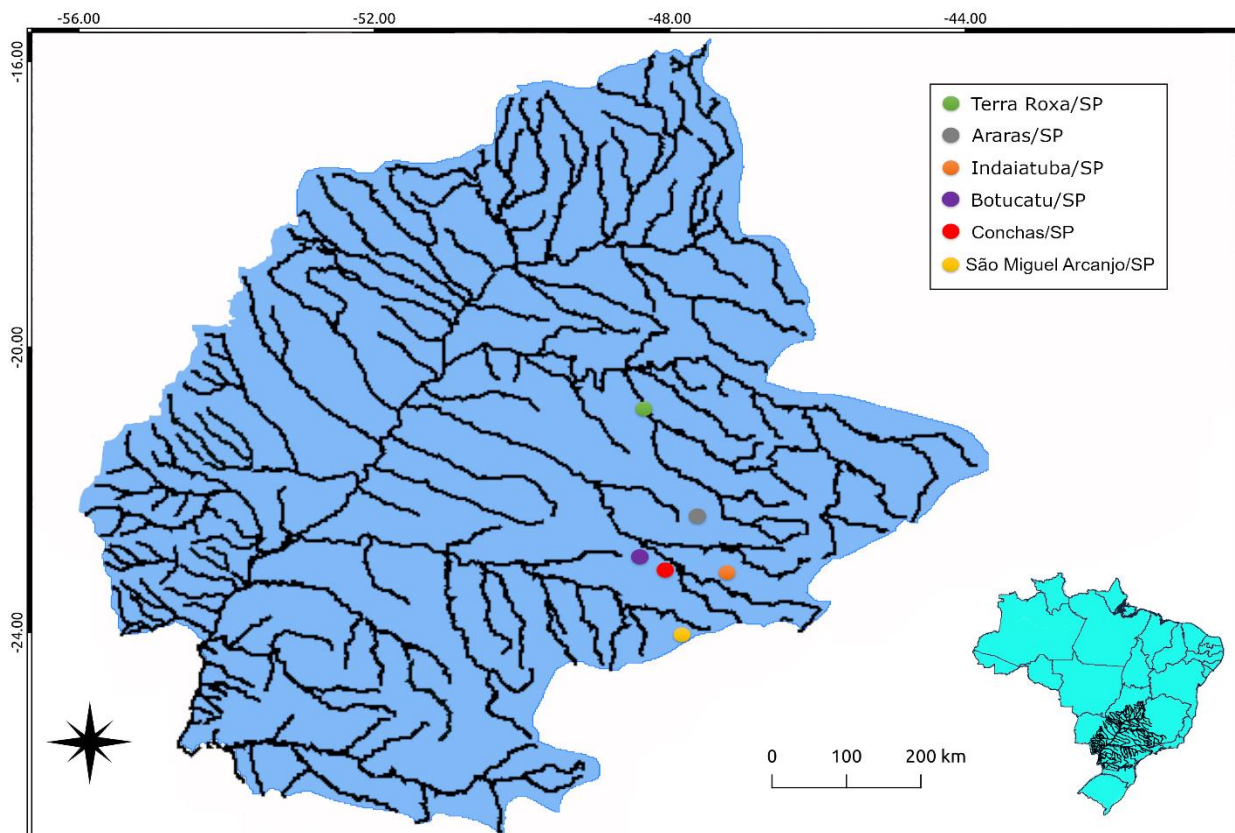 -56.00 -52.00 -48.00 -44.00
-16.00
-20.00
-24.00
Terra Roxa/SP
Araras/SP
Indaiatuba/SP
Botucatu/SP
Conchas/SP
São Miguel Arcanjo/SP
0 100 200 km